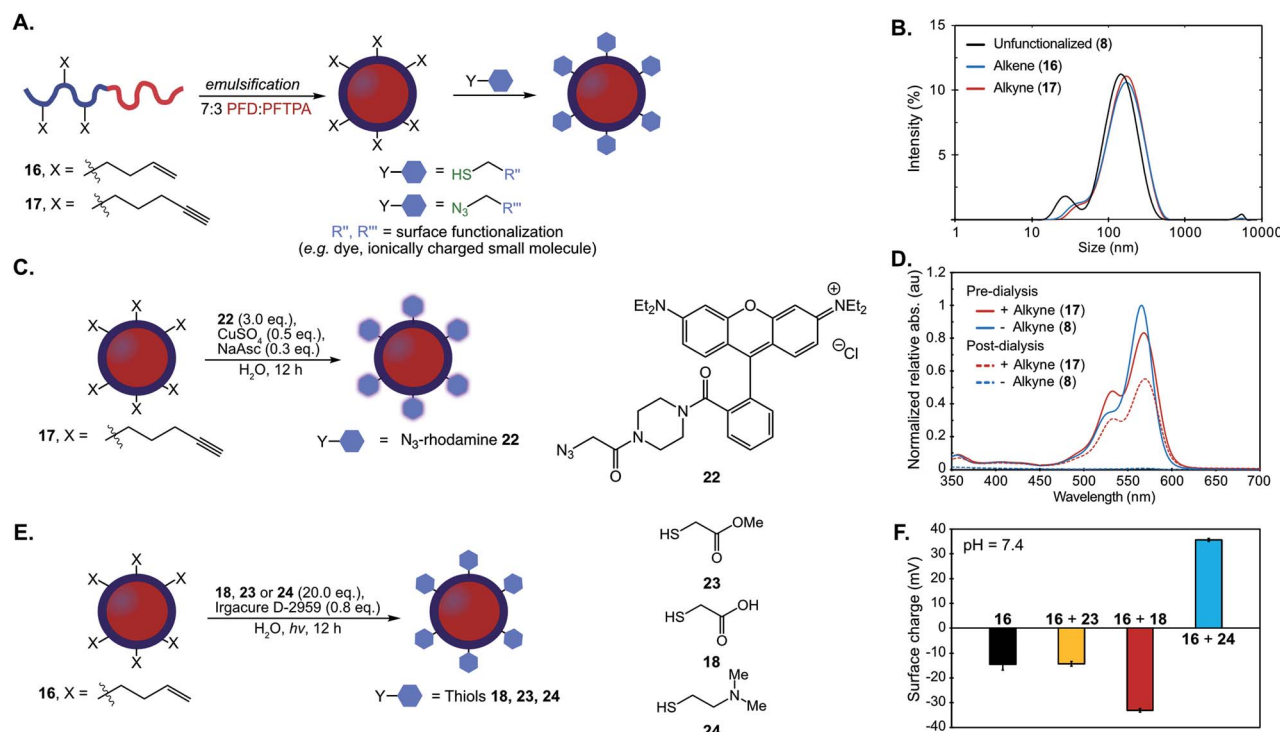 A.
X
X
X
emulsification
7:3 PFD:PFTPA
X
X
X
X
X
X
Y
16, X =
17, X =
Y
= HS
R''
Y
= N3
R'''
R'', R''' = surface functionalization
(e.g. dye, ionically charged small molecule)
B.
Intensity (%)
15
10
5
Unfunctionalized (8)
Alkene (16)
Alkyne (17)
1
10
100
1000
10000
Size (nm)
C.
X
X
X
X
X
X
22 (3.0 eq.),
CuSO4 (0.5 eq.),
NaAsc (0.3 eq.)
H2O, 12 h
17, X =
Y
= N3-rhodamine 22
Et2N
O
⊕
NEt2
⊖Cl
O
N
N
N3
O
22
D.
Normalized relative abs. (au)
1.2
1
0.8
0.6
0.4
0.2
0
Pre-dialysis
+ Alkyne (17)
- Alkyne (8)
Post-dialysis
+ Alkyne (17)
- Alkyne (8)
350
400
450
500
550
600
650
700
Wavelength (nm)
E.
X
X
X
X
X
X
18, 23 or 24 (20.0 eq.),
Irgacure D-2959 (0.8 eq.)
H2O, hv, 12 h
16, X =
Y
= Thiols 18, 23, 24
HS
OMe
O
23
HS
OH
O
18
Me
HS
N
Me
24
F.
Surface charge (mV)
40
30
20
10
0
-10
-20
-30
-40
pH = 7.4
16
16 + 23
16 + 18
16 + 24